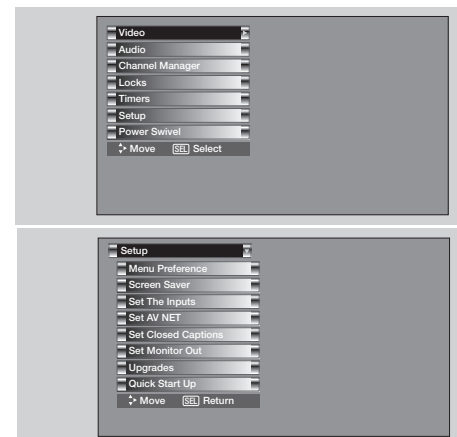 Video
Audio
Channel Manager
Locks
Timers
Setup
Power Swivel
Move SEL Select
Setup
Menu Preference
Screen Saver
Set The Inputs
Set AV NET
Set Closed Captions
Set Monitor Out
Upgrades
Quick Start Up
Move SEL Return